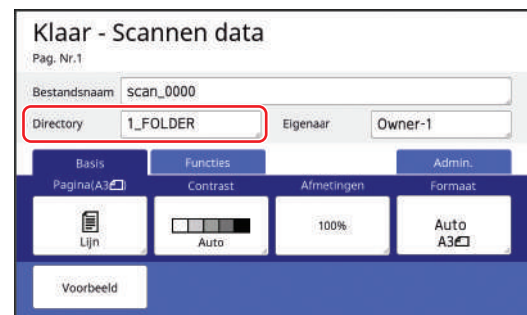 Klaar - Scannen data
Pag. Nr.1
Bestandsnaam scan_0000
Directory 1_FOLDER Eigenaar Owner-1
Basis Functies Admin.
Pagina(A3) Contrast Afmetingen Formaat
Lijn Auto 100% Auto
A3
Voorbeeld